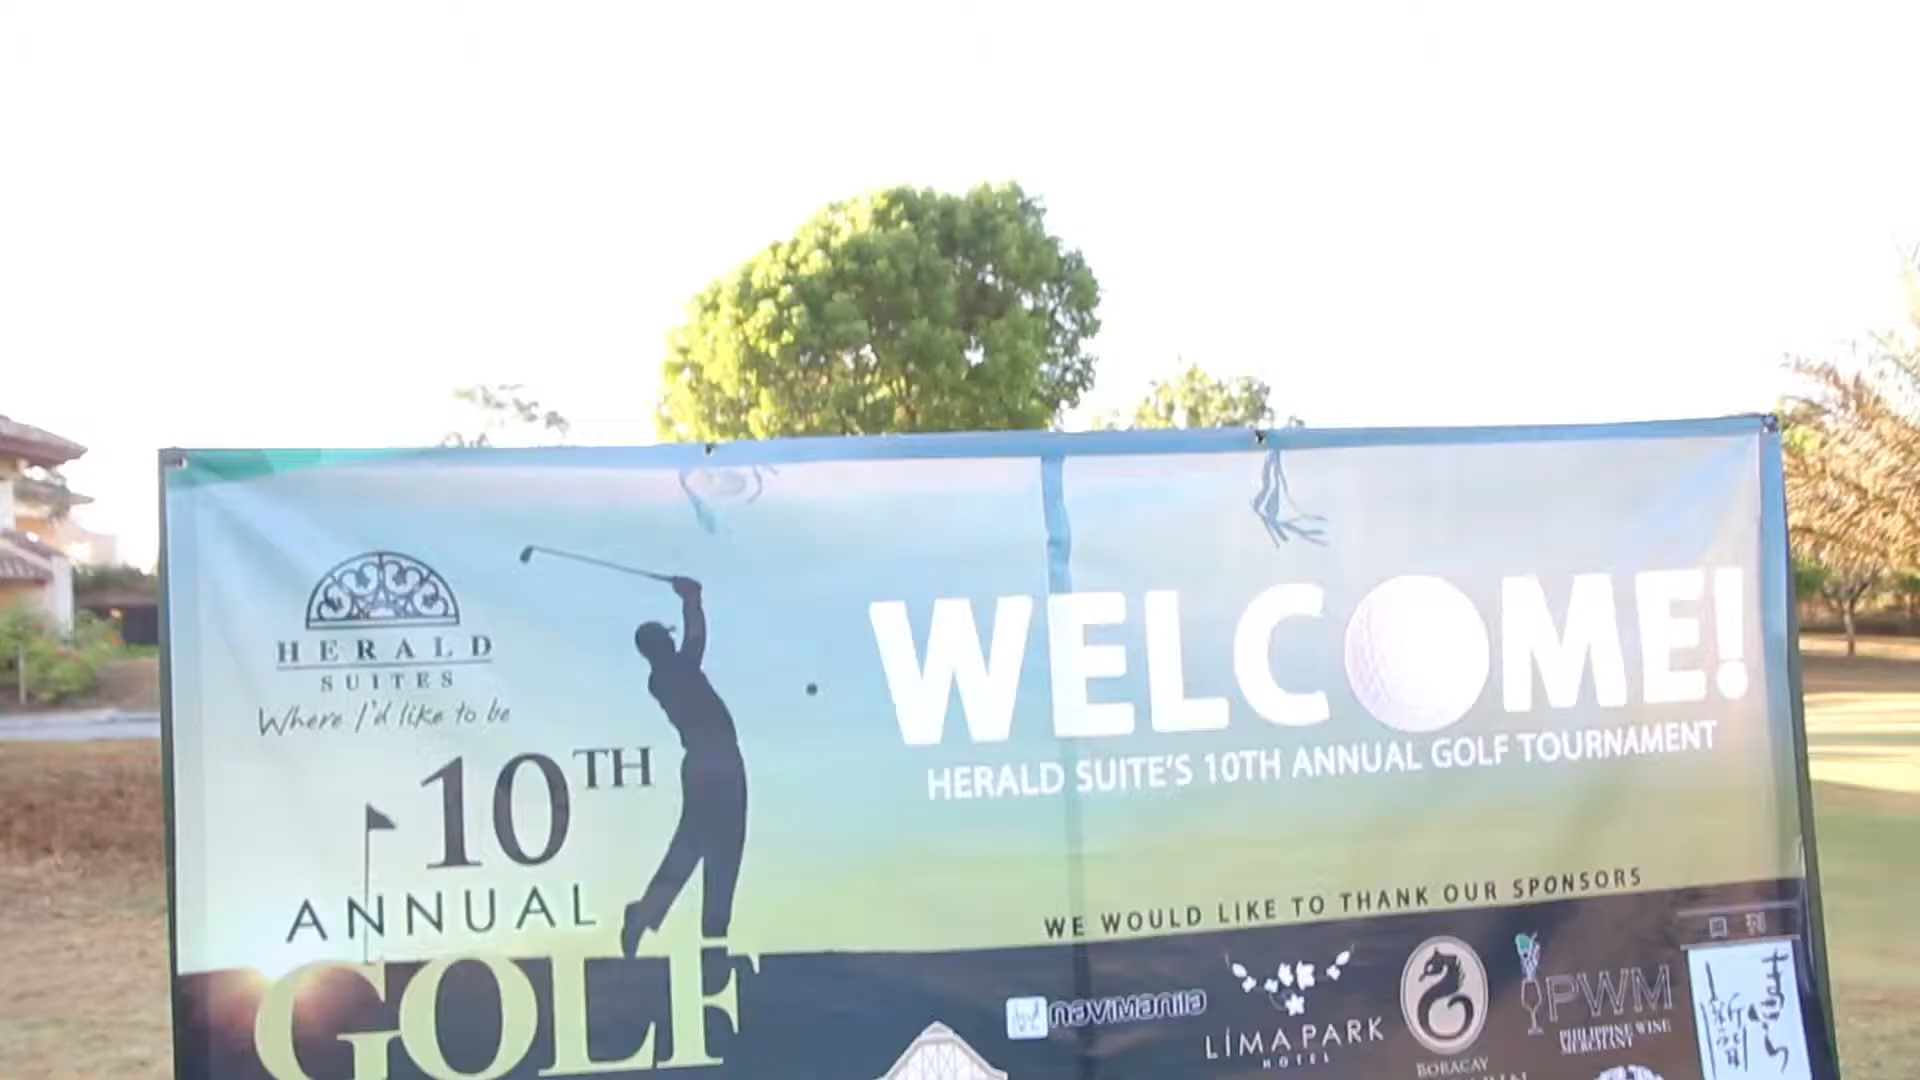 HERALD
SUITES
Where I'd like to be
10TH
ANNUAL
GOLF
WELCOME!
HERALD SUITE'S 10TH ANNUAL GOLF TOURNAMENT
WE WOULD LIKE TO THANK OUR SPONSORS
navimanila
LIMA PARK
HOTEL
BORACAY
PWM
PHILIPPINE WINE
MERCHANT